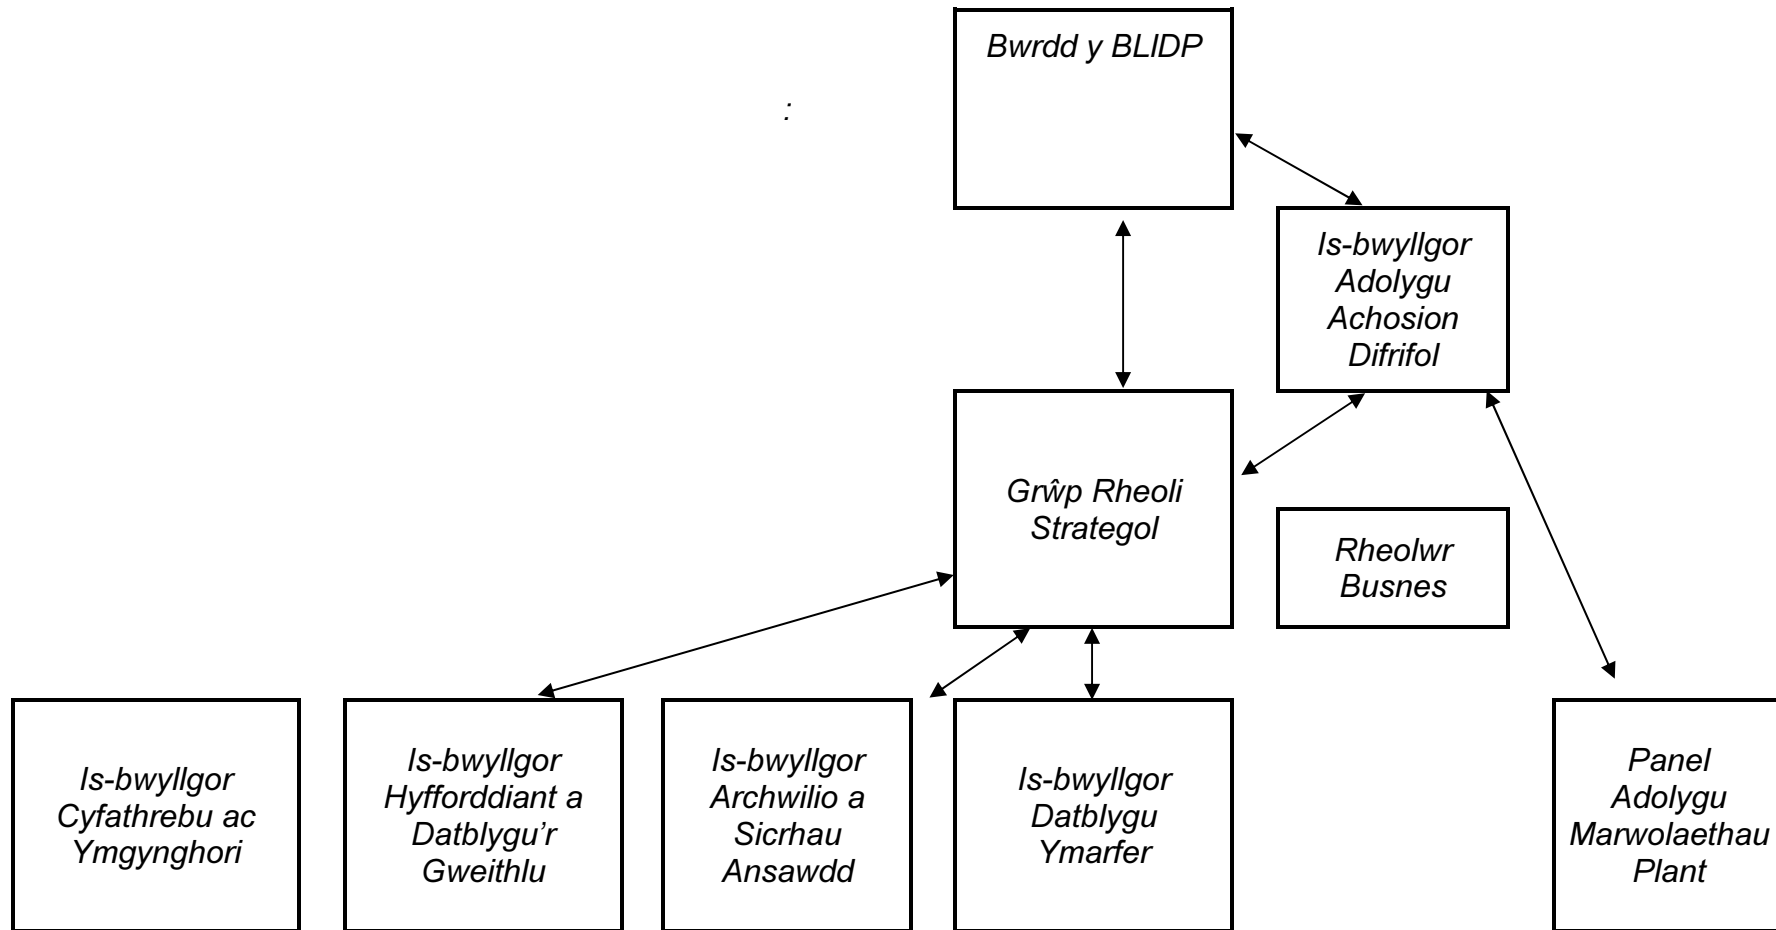 Bwrdd y BLlDP
:
Is-bwyllgor
Adolygu
Achosion
Difrifol
Grŵp Rheoli
Strategol
Rheolwr
Busnes
Is-bwyllgor
Cyfathrebu ac
Ymgynghori
Is-bwyllgor
Hyfforddiant a
Datblygu’r
Gweithlu
Is-bwyllgor
Archwilio a
Sicrhau
Ansawdd
Is-bwyllgor
Datblygu
Ymarfer
Panel
Adolygu
Marwolaethau
Plant